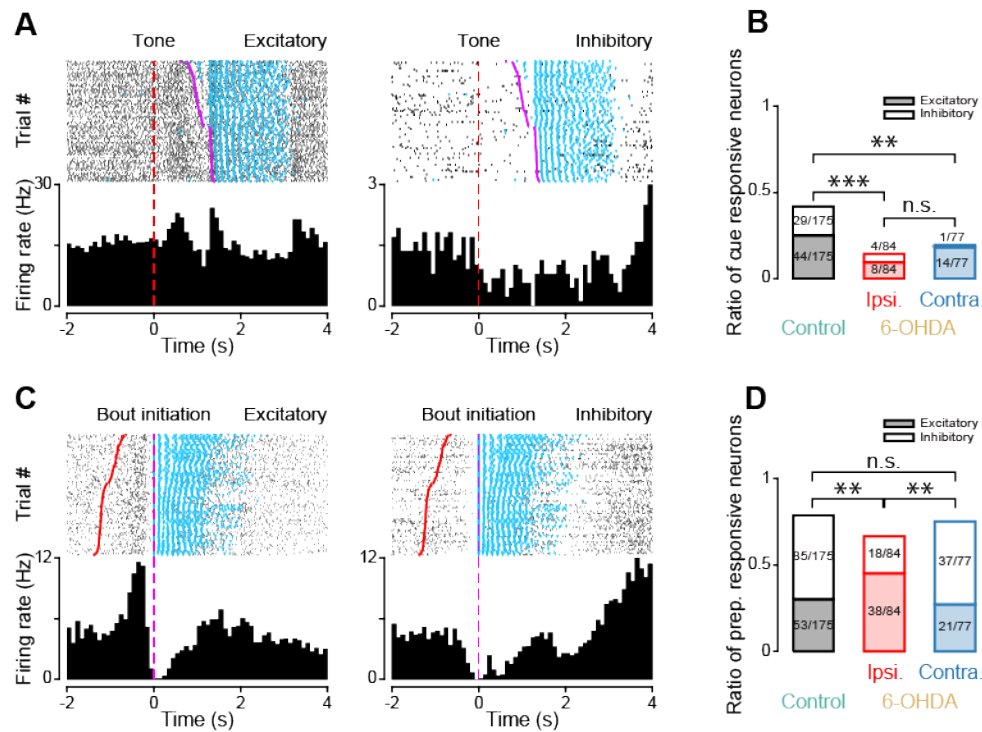 A
Tone Excitatory
Trial #
30
Firing rate (Hz)
0
-2 0 2 4
Time (s)
Tone Inhibitory
3
0
-2 0 2 4
Time (s)
B
Excitatory
Inhibitory
1
**
***
n.s.
0.5
0
Ratio of cue responsive neurons
29/175
44/175
4/84
8/84
1/77
14/77
Ipsi. Contra.
Control 6-OHDA
C
Bout initiation Excitatory
Trial #
12
Firing rate (Hz)
0
-2 0 2 4
Time (s)
Bout initiation Inhibitory
12
0
-2 0 2 4
Time (s)
D
Excitatory
Inhibitory
n.s.
1
** **
0.5
0
Ratio of prep. responsive neurons
85/175
53/175
18/84
38/84
37/77
21/77
Ipsi. Contra.
Control 6-OHDA